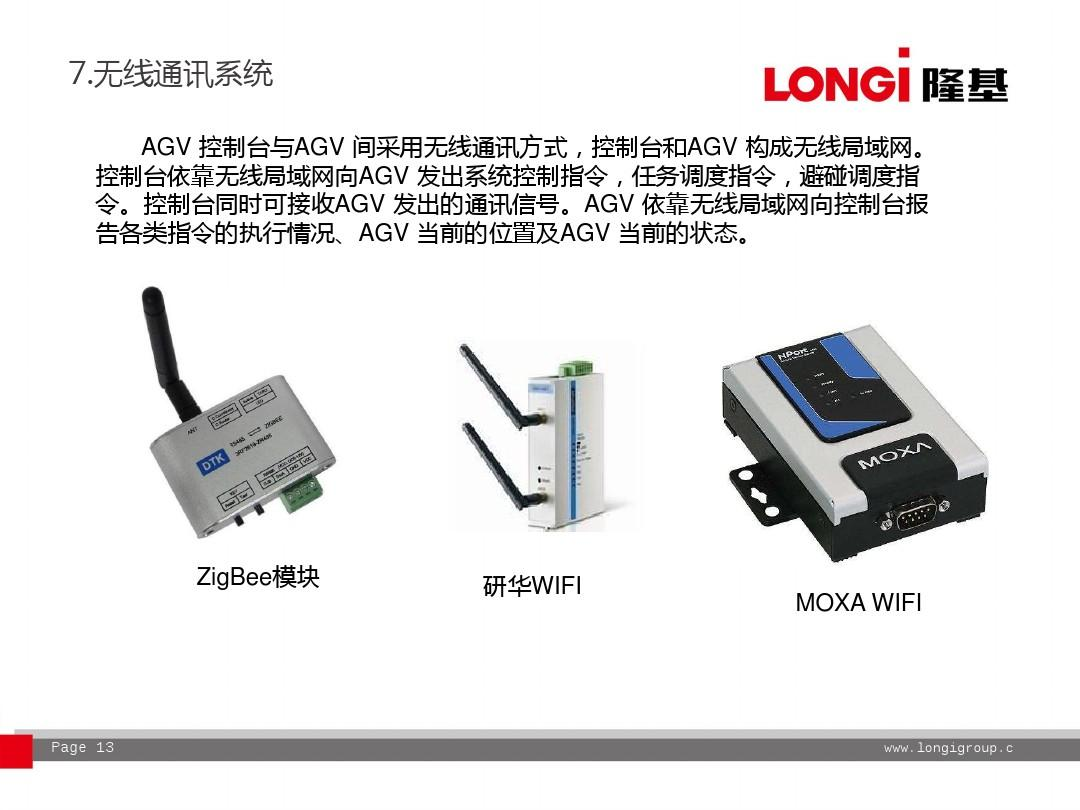 7.无线通讯系统
LONGi 隆基
AGV 控制台与AGV 间采用无线通讯方式，控制台和AGV 构成无线局域网。
控制台依靠无线局域网向AGV 发出系统控制指令，任务调度指令，避碰调度指
令。控制台同时可接收AGV 发出的通讯信号。AGV 依靠无线局域网向控制台报
告各类指令的执行情况、AGV 当前的位置及AGV 当前的状态。
ANT
RS485
ZIGBEE
DTK
NPort
MOXA
ZigBee模块
研华WIFI
MOXA WIFI
Page 13
www.longigroup.c